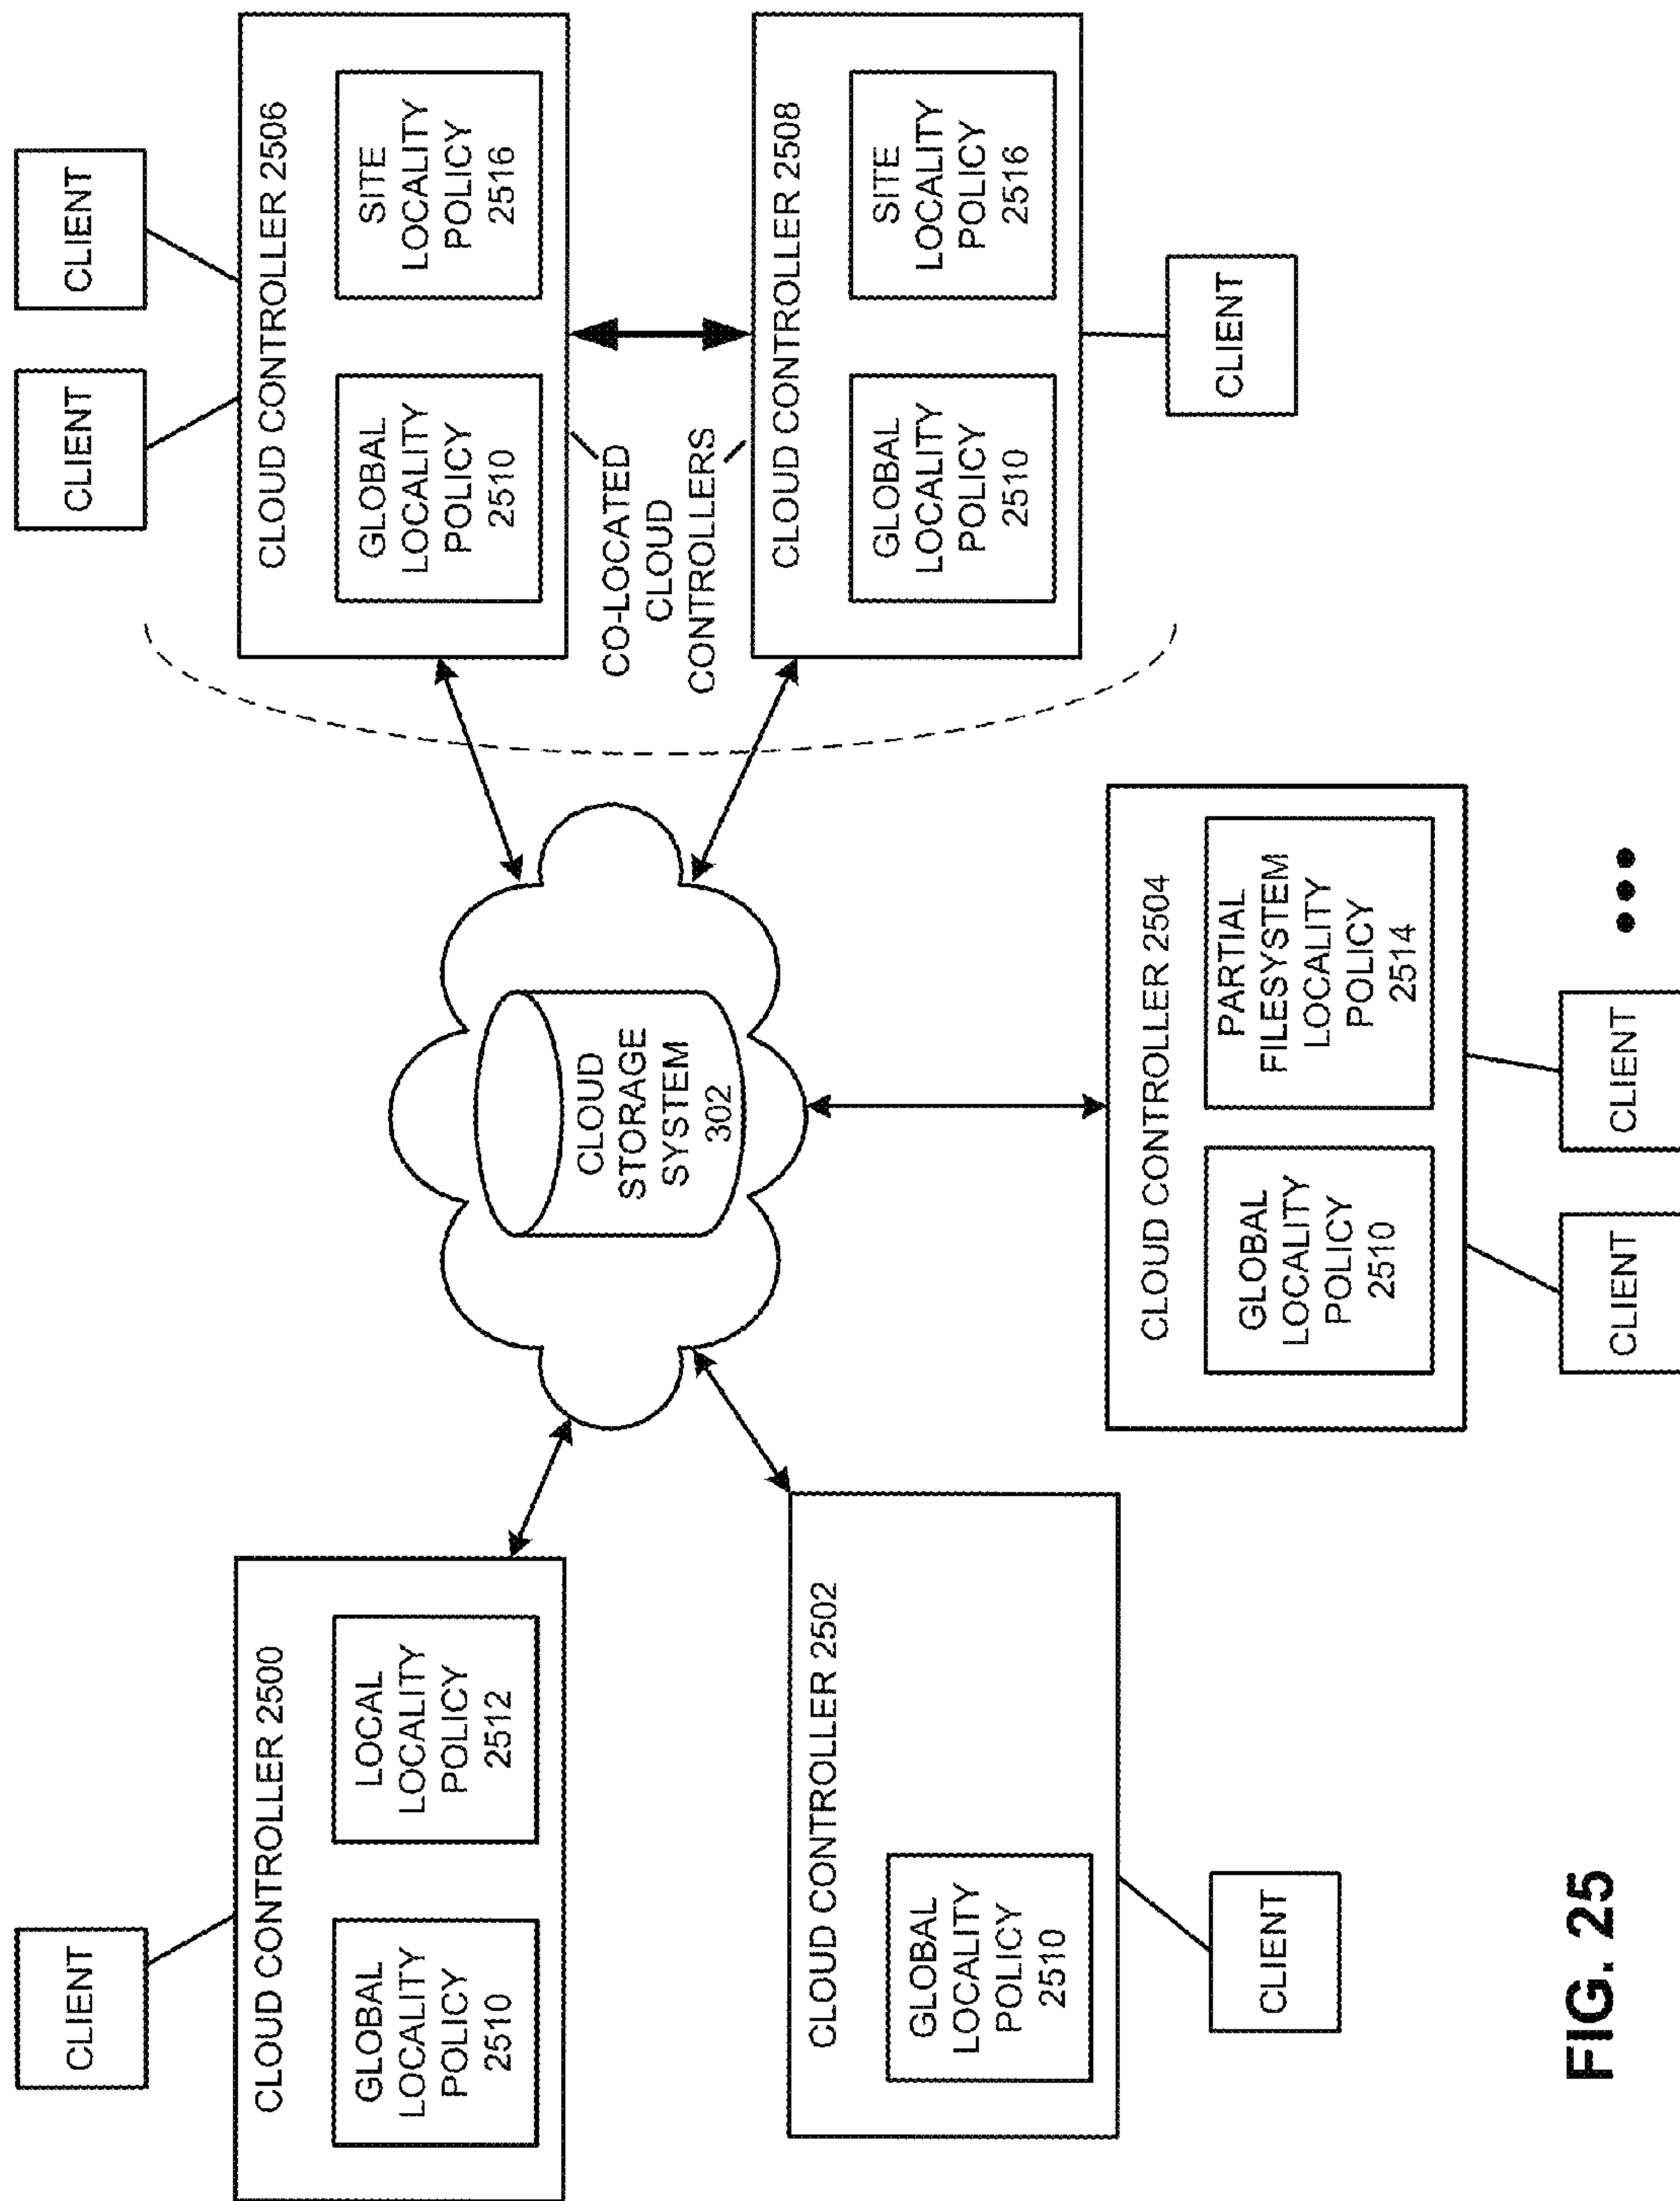 CLIENT
CLOUD CONTROLLER 2500
GLOBAL
LOCALITY
POLICY
2510
LOCAL
LOCALITY
POLICY
2512
CLIENT
CLIENT
CLOUD CONTROLLER 2506
GLOBAL
LOCALITY
POLICY
2510
SITE
LOCALITY
POLICY
2516
CLOUD
STORAGE
SYSTEM
302
CO-LOCATED
CLOUD
CONTROLLERS
CLOUD CONTROLLER 2502
GLOBAL
LOCALITY
POLICY
2510
CLIENT
CLOUD CONTROLLER 2508
GLOBAL
LOCALITY
POLICY
2510
SITE
LOCALITY
POLICY
2516
CLIENT
CLOUD CONTROLLER 2504
GLOBAL
LOCALITY
POLICY
2510
PARTIAL
FILESYSTEM
LOCALITY
POLICY
2514
CLIENT
CLIENT
FIG. 25